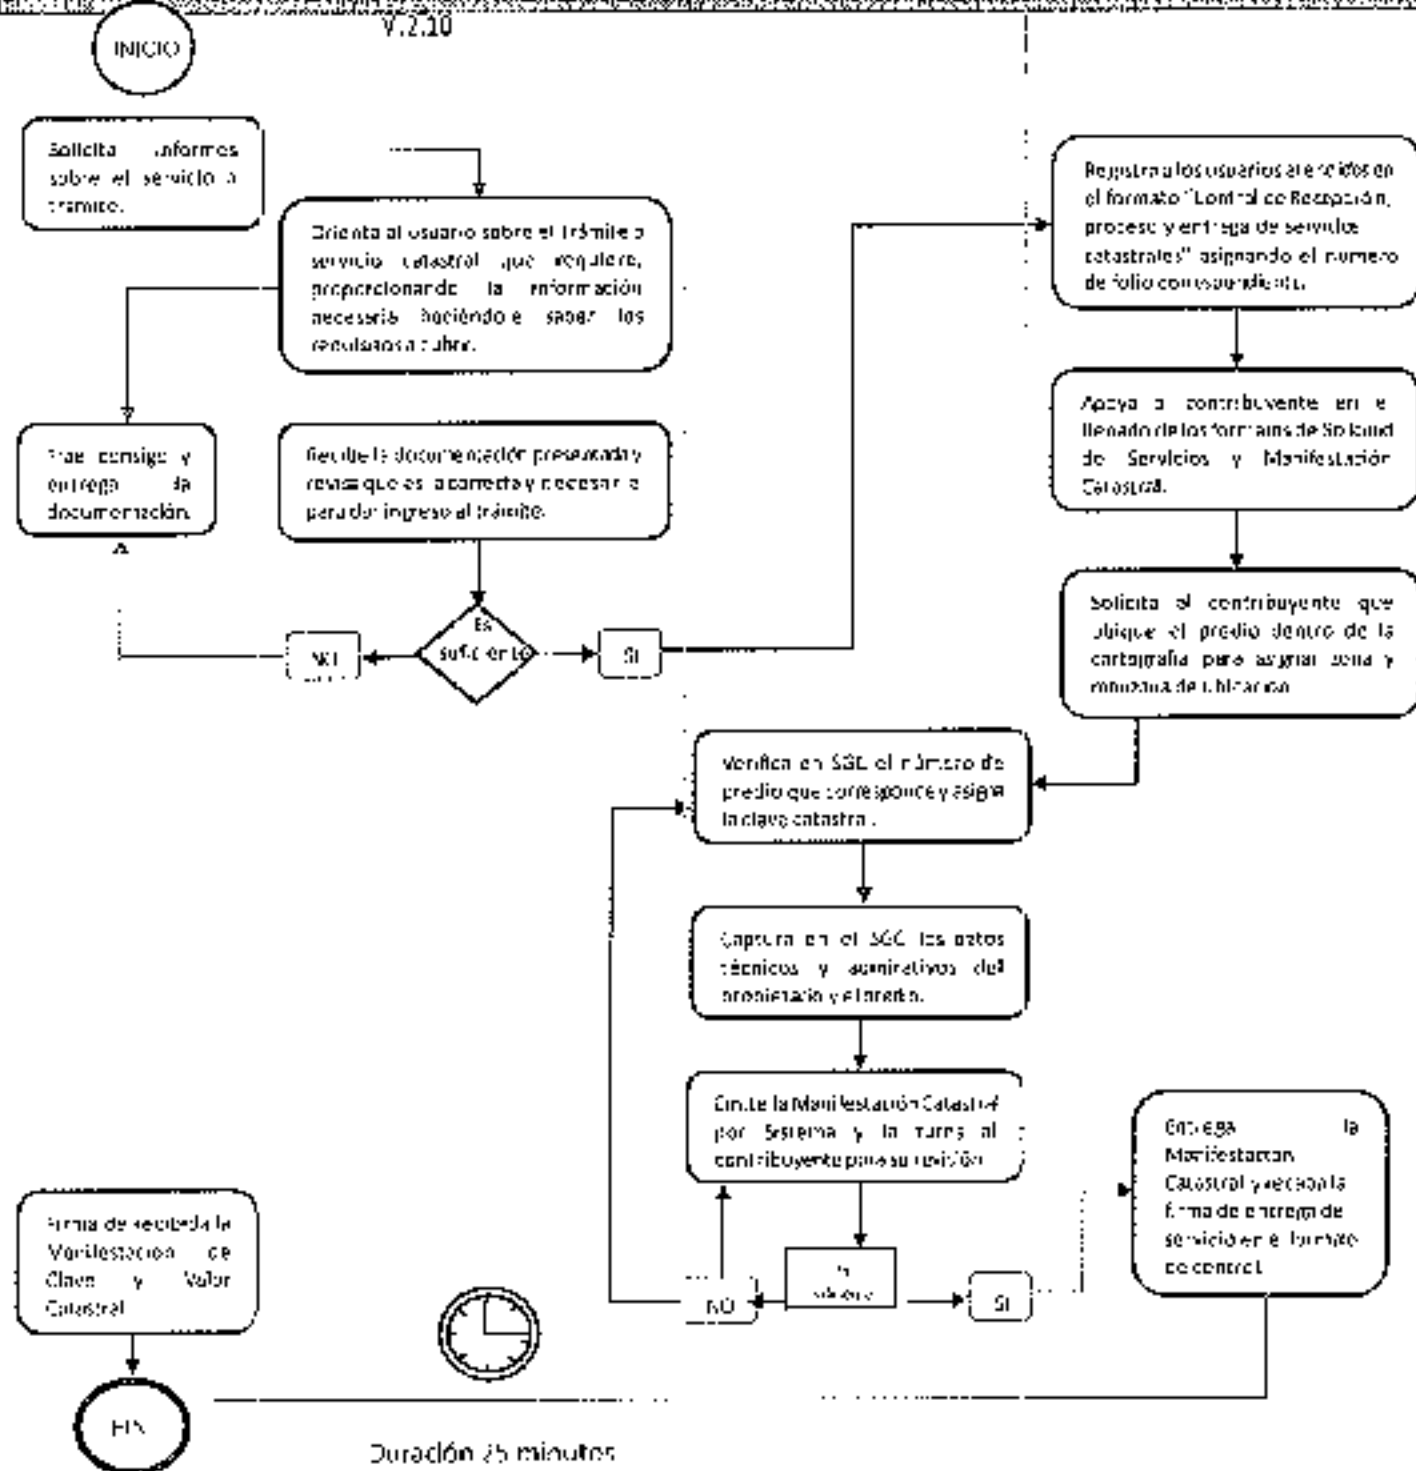 V.2.10
INICIO
Solicita informes
sobre el servicio o
trámite.
Orienta al usuario sobre el trámite o
servicio catastral que requiere,
proporcionando la información
necesaria haciéndole saber los
requisitos a cubrir.
Trae consigo y
entrega la
documentación.
Recibe la documentación presentada y
revisa que es la correcta y necesaria
para dar ingreso al trámite.
Es
suficiente
NO
SI
Registra a los usuarios atendidos en
el formato "Control de Recepción,
proceso y entrega de servicios
catastrales" asignando el número
de folio correspondiente.
Apoya al contribuyente en el
llenado de los formatos de Solicitud
de Servicios y Manifestación
Catastral.
Solicita al contribuyente que
ubique el predio dentro de la
cartografía para asignar zona y
manzana de ubicación
Verifica en SGC el número de
predio que corresponde y asigna
la clave catastral.
Captura en el SGC los datos
técnicos y administrativos del
propietario y el predio.
Emite la Manifestación Catastral
por Sistema y la turna al
contribuyente para su revisión
NO
SI
Entrega la
Manifestación
Catastral y recaba la
firma de entrega de
servicio en el formato
de control.
Firma de recibida la
Manifestación de
Clave y Valor
Catastral
FIN
Duración 25 minutos